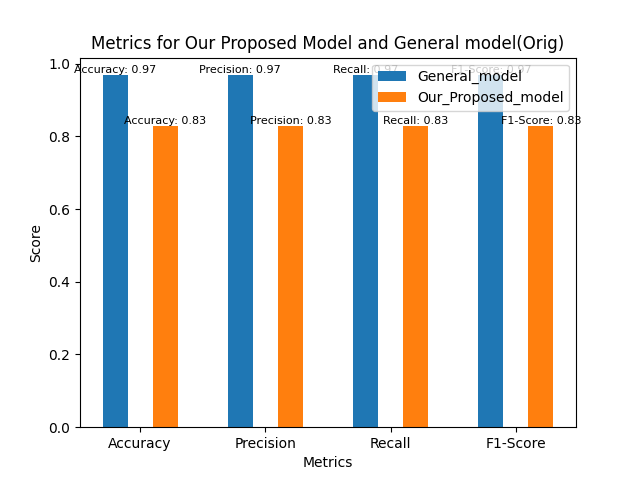 Metrics for Our Proposed Model and General model(Orig)
1.0
0.8
0.6
0.4
0.2
0.0
Score
Accuracy: 0.97
Precision: 0.97
Recall: 0.97
F1-Score: 0.97
General_model
Our_Proposed_model
Accuracy: 0.83
Precision: 0.83
Recall: 0.83
F1-Score: 0.83
Accuracy
Precision
Recall
F1-Score
Metrics